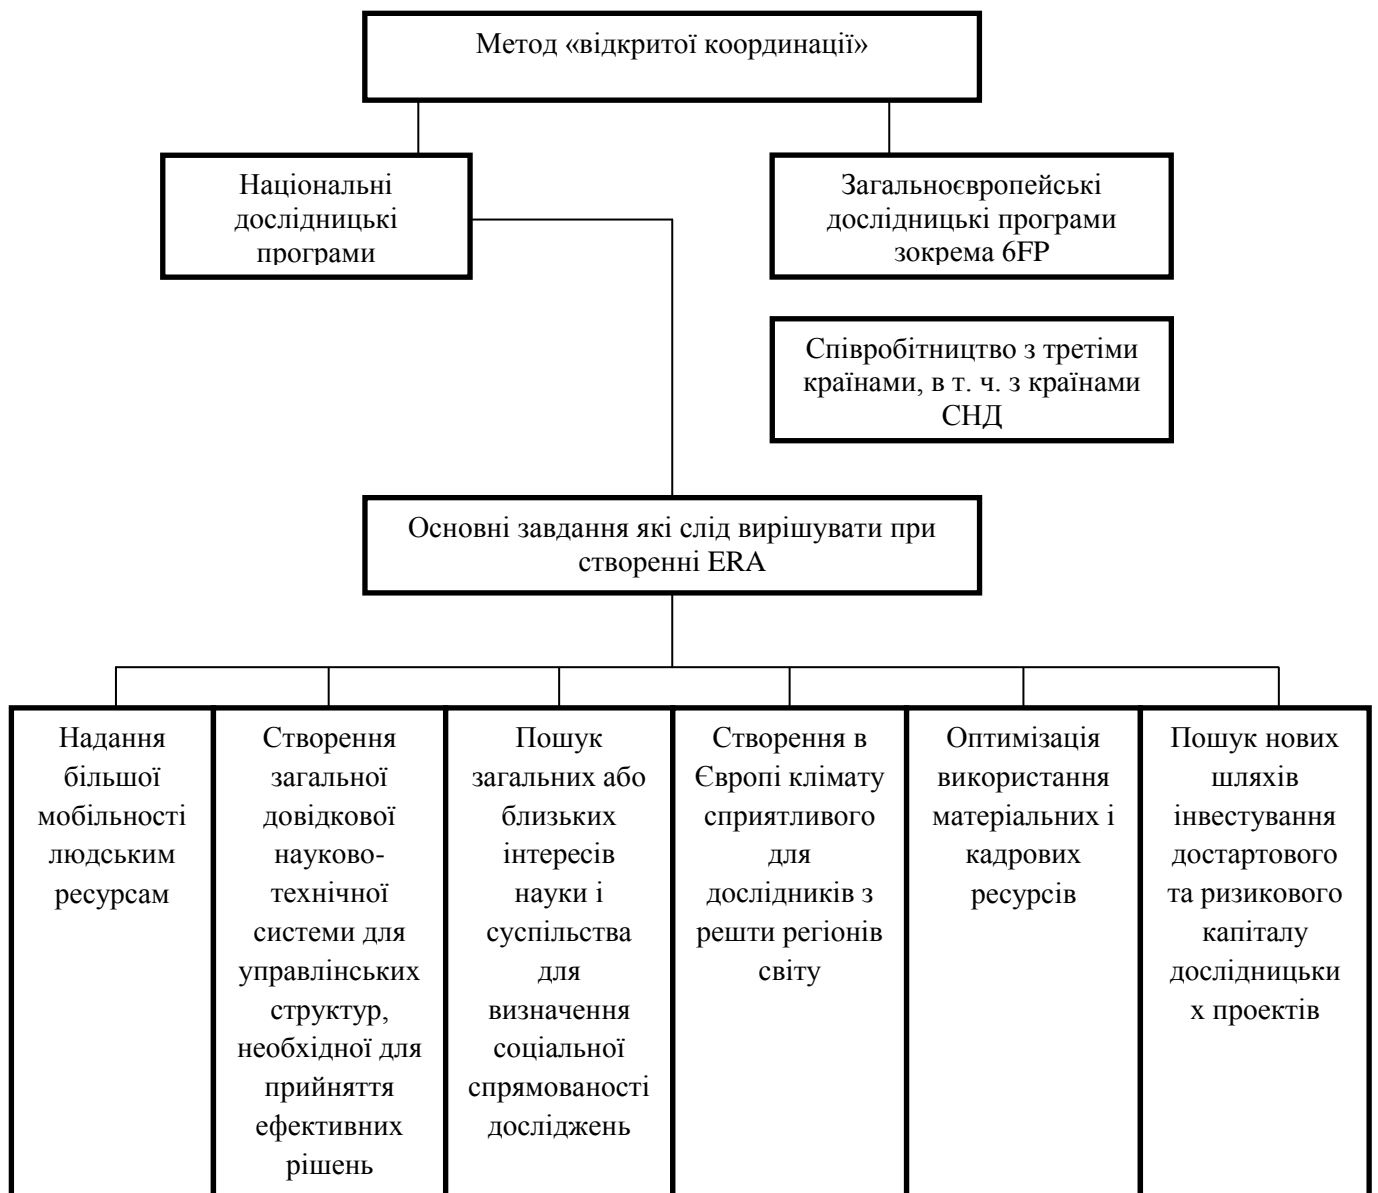 Метод «відкритої координації»
Національні
дослідницькі
програми
Загальноєвропейські
дослідницькі програми
зокрема 6FP
Співробітництво з третіми
країнами, в т. ч. з країнами
СНД
Основні завдання які слід вирішувати при
створенні ERA
Надання
більшої
мобільності
людським
ресурсам
Створення
загальної
довідкової
науково-
технічної
системи для
управлінських
структур,
необхідної для
прийняття
ефективних
рішень
Пошук
загальних або
близьких
інтересів
науки і
суспільства
для
визначення
соціальної
спрямованості
досліджень
Створення в
Європі клімату
сприятливого
для
дослідників з
решти регіонів
світу
Оптимізація
використання
матеріальних і
кадрових
ресурсів
Пошук нових
шляхів
інвестування
достартового
та ризикового
капіталу
дослідницьки
х проектів